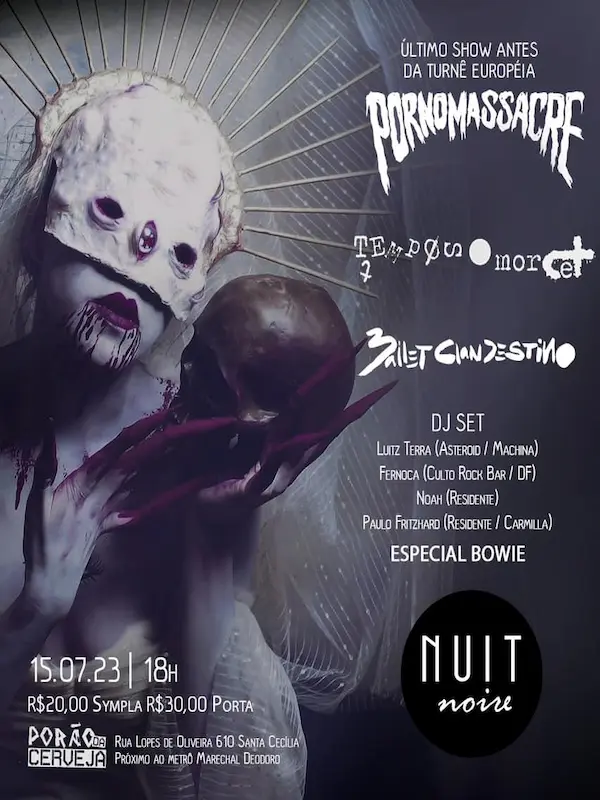 ÚLTIMO SHOW ANTES
DA TURNÊ EUROPÉIA
PORNOMASSACRE
TEMPØS
MORCET
BALLET CLANDESTINO
DJ SET
LUITZ TERRA (ASTEROID / MACHINA)
FERNOCA (CULTO ROCK BAR / DF)
NOAH (RESIDENTE)
PAULO FRITZHARD (RESIDENTE / CARMILLA)
ESPECIAL BOWIE
NUIT
noire
15.07.23 | 18H
R$20,00 SYMPLA R$30,00 PORTA
PORÃO DA
CERVEJA
RUA LOPES DE OLIVEIRA 610 SANTA CECÍLIA
PRÓXIMO AO METRÔ MARECHAL DEODORO